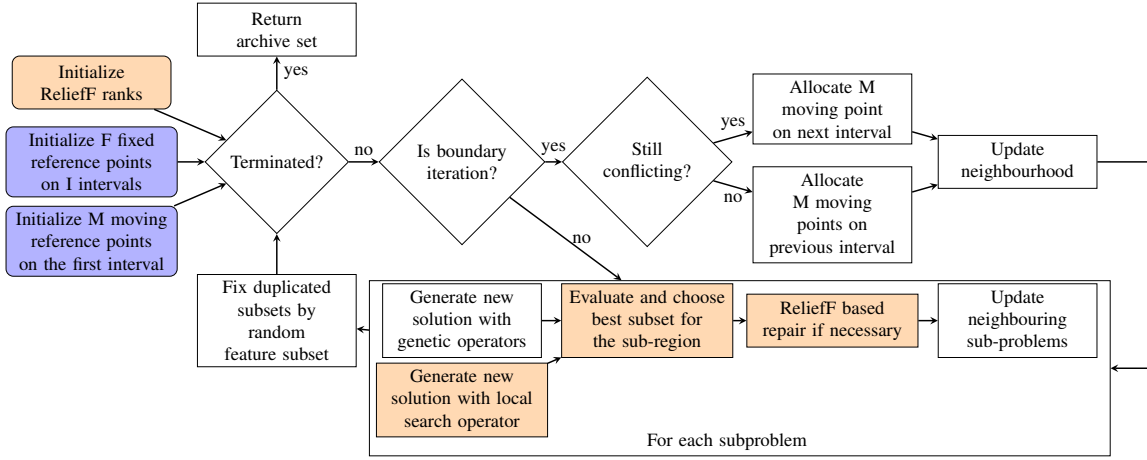 Return
archive set
yes
Initialize
ReliefF ranks
Initialize F fixed
reference points
on I intervals
Initialize M moving
reference points
on the first interval
Terminated?
no
Is boundary
iteration?
yes
no
Still
conflicting?
yes
no
Allocate M
moving point
on next interval
Allocate
M moving
points on
previous interval
Update
neighbourhood
Fix duplicated
subsets by
random
feature subset
Generate new
solution with
genetic operators
Generate new
solution with local
search operator
Evaluate and choose
best subset for
the sub-region
ReliefF based
repair if necessary
Update
neighbouring
sub-problems
For each subproblem